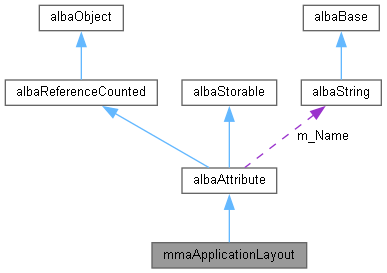 albaObject
albaBase
albaReferenceCounted
albaStorable
albaString
m_Name
albaAttribute
mmaApplicationLayout